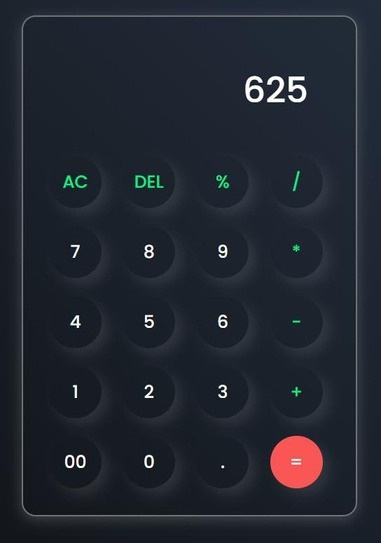 625
AC DEL % /
7 8 9 *
4 5 6 -
1 2 3 +
00 0 . =